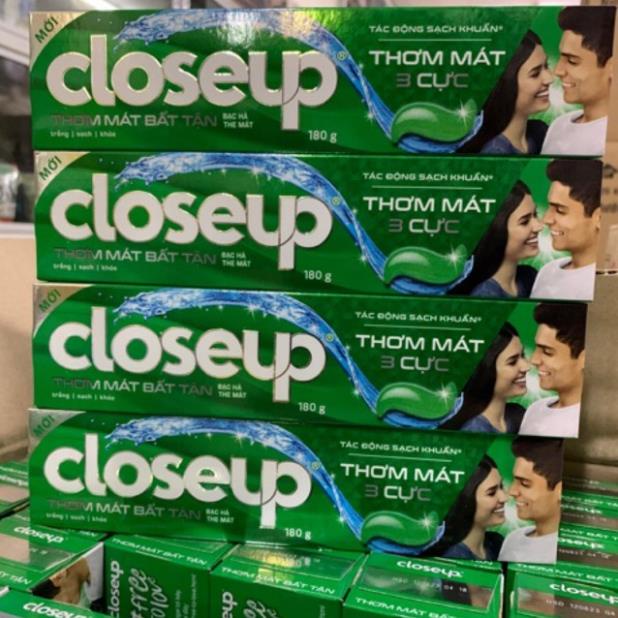 MỚI
closeup®
THƠM MÁT BẤT TẬN
BẠC HÀ
THE MÁT
trắng | sạch | khỏe
180 g
TÁC ĐỘNG SẠCH KHUẨN*
THƠM MÁT
3 CỰC
MỚI
closeup®
THƠM MÁT BẤT TẬN
BẠC HÀ
THE MÁT
trắng | sạch | khỏe
180 g
TÁC ĐỘNG SẠCH KHUẨN*
THƠM MÁT
3 CỰC
MỚI
closeup®
THƠM MÁT BẤT TẬN
BẠC HÀ
THE MÁT
trắng | sạch | khỏe
180 g
TÁC ĐỘNG SẠCH KHUẨN*
THƠM MÁT
3 CỰC
MỚI
closeup®
THƠM MÁT BẤT TẬN
BẠC HÀ
THE MÁT
trắng | sạch | khỏe
180 g
TÁC ĐỘNG SẠCH KHUẨN*
THƠM MÁT
3 CỰC
THƠM MÁT BẤT TẬN
closeup
closeup
closeup
THƠM MÁT BẤT TẬN
closeup